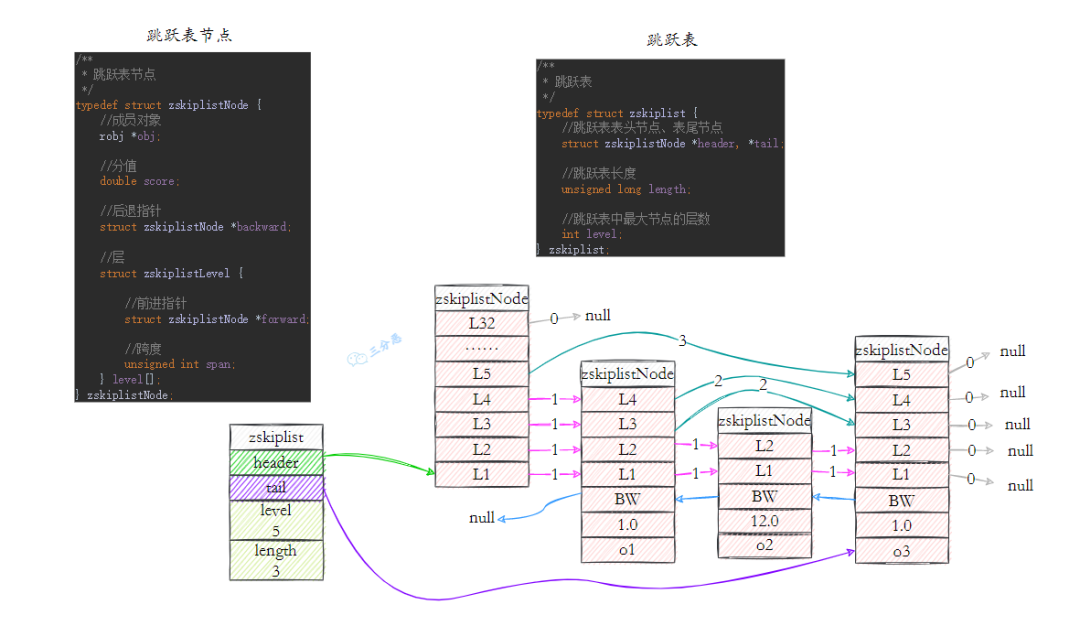 跳跃表节点
/**
 * 跳跃表节点
 */
typedef struct zskiplistNode {
//成员对象
robj *obj;
//分值
double score;
//后退指针
struct zskiplistNode *backward;
//层
struct zskiplistLevel {
//前进指针
struct zskiplistNode *forward;
//跨度
unsigned int span;
} level[];
} zskiplistNode;
跳跃表
/**
 * 跳跃表
 */
typedef struct zskiplist {
//跳跃表表头节点、表尾节点
struct zskiplistNode *header, *tail;
//跳跃表长度
unsigned long length;
//跳跃表中最大节点的层数
int level;
} zskiplist;
zskiplist
header
tail
level
5
length
3
三分恶
zskiplistNode
L32
0
null
......
L5
3
L4
1
L3
1
L2
1
L1
1
null
zskiplistNode
L4
2
L3
2
L2
1
L1
1
BW
1.0
o1
zskiplistNode
L2
1
L1
1
BW
12.0
o2
zskiplistNode
L5
0
null
L4
0
null
L3
0
null
L2
0
null
L1
0
null
BW
1.0
o3